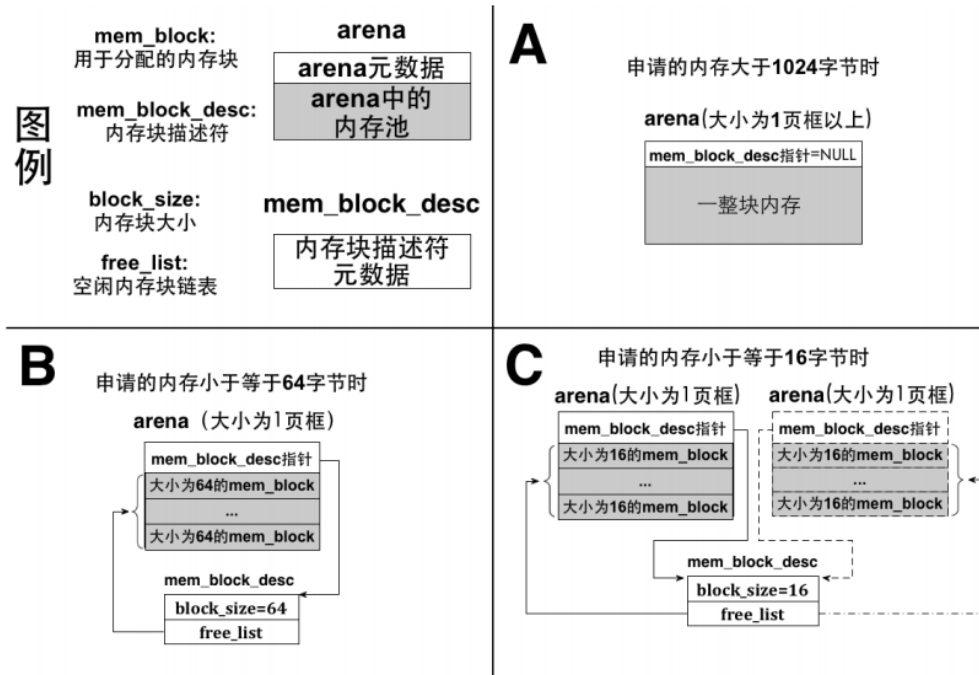 图例
mem_block:
用于分配的内存块
mem_block_desc:
内存块描述符
block_size:
内存块大小
free_list:
空闲内存块链表
arena
arena元数据
arena中的
内存池
mem_block_desc
内存块描述符
元数据
A
申请的内存大于1024字节时
arena(大小为1页框以上)
mem_block_desc指针=NULL
一整块内存
B
申请的内存小于等于64字节时
arena（大小为1页框)
mem_block_desc指针
大小为64的mem_block
...
大小为64的mem_block
mem_block_desc
block_size=64
free_list
C
申请的内存小于等于16字节时
arena(大小为1页框)
mem_block_desc指针
大小为16的mem_block
...
大小为16的mem_block
arena(大小为1页框)
mem_block_desc指针
大小为16的mem_block
...
大小为16的mem_block
mem_block_desc
block_size=16
free_list